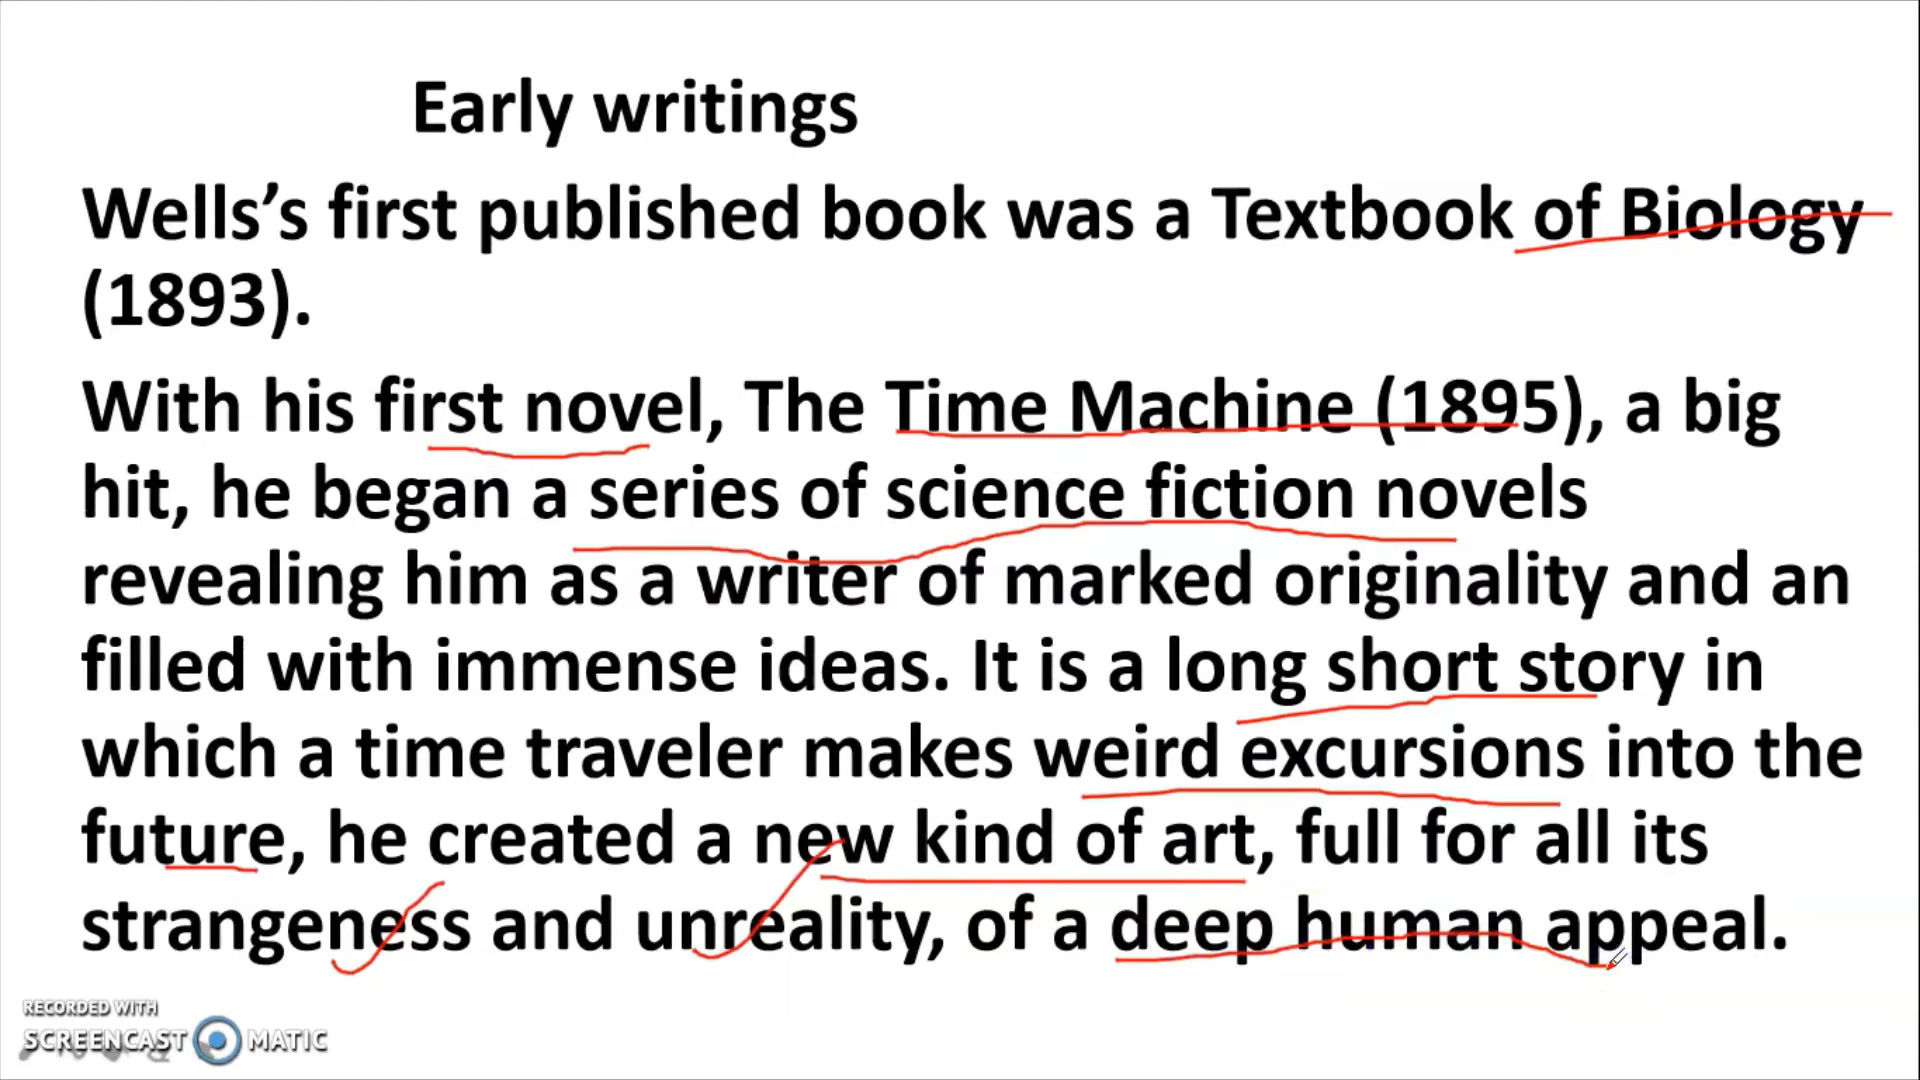 Early writings
Wells’s first published book was a Textbook of Biology
(1893).
With his first novel, The Time Machine (1895), a big
hit, he began a series of science fiction novels
revealing him as a writer of marked originality and an
filled with immense ideas. It is a long short story in
which a time traveler makes weird excursions into the
future, he created a new kind of art, full for all its
strangeness and unreality, of a deep human appeal.
RECORDED WITH
SCREENCAST MATIC